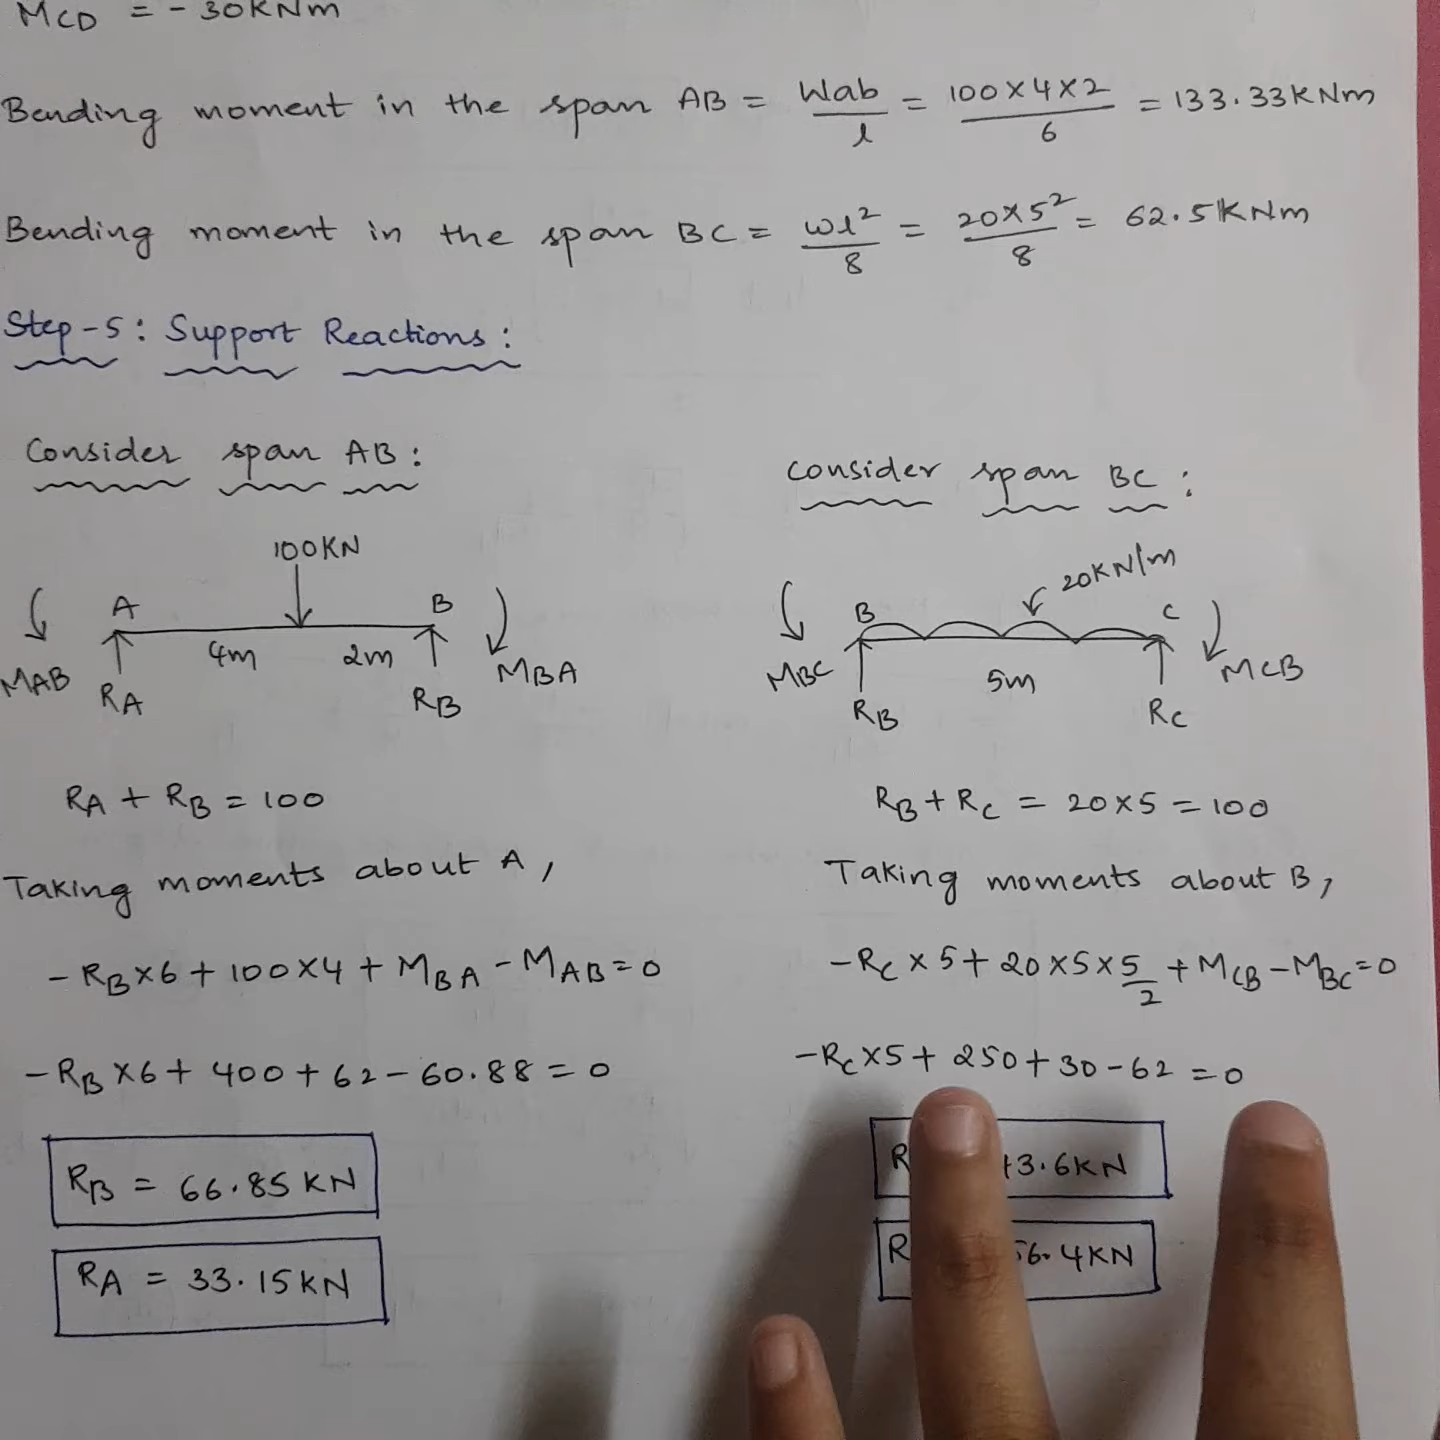 MCD = - 30KNm
Bending moment in the span AB = Wab/l = 100×4×2/6 = 133.33KNm
Bending moment in the span BC = wl²/8 = 20×5²/8 = 62.5KNm
Step-5: Support Reactions:
Consider span AB:
100KN
A B
4m 2m
MAB RA RB MBA
RA + RB = 100
Taking moments about A,
-RB×6+100×4+MBA-MAB=0
-RB×6+400+62-60.88=0
RB = 66.85KN
RA = 33.15KN
Consider span BC:
20KN/m
B C
5m
MBC RB RC MCB
RB+RC = 20×5=100
Taking moments about B,
-RC×5+20×5×5/2+MCB-MBC=0
-RC×5+250+30-62=0
3.6KN
6.4KN